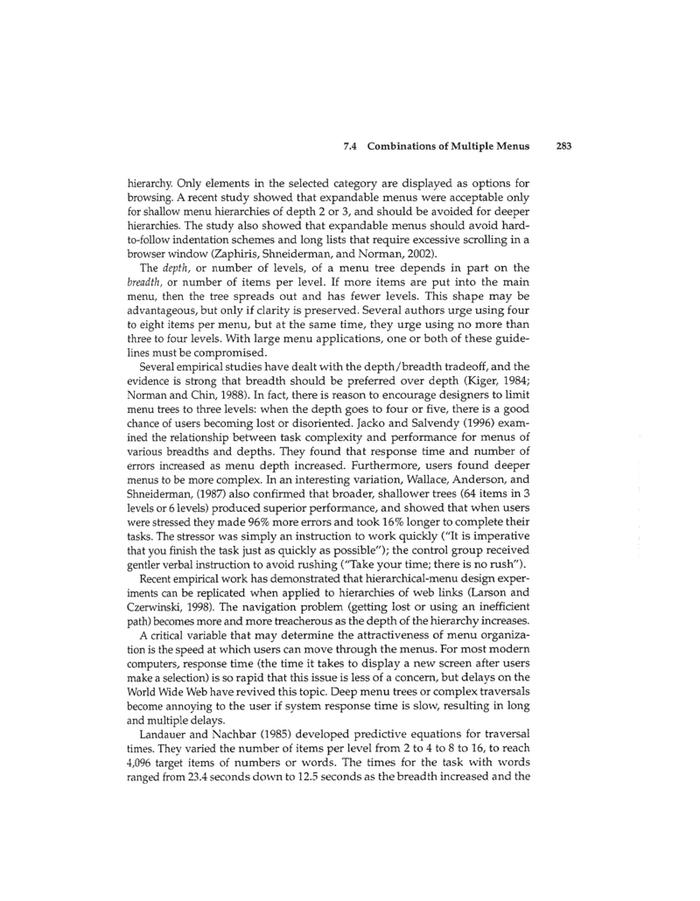 7.4 Combinations of Multiple Menus 283
hierarchy. Only elements in the selected category are displayed as options for
browsing. A recent study showed that expandable menus were acceptable only
for shallow menu hierarchies of depth 2 or 3, and should be avoided for deeper
hierarchies. The study also showed that expandable menus should avoid hard-
to-follow indentation schemes and long lists that require excessive scrolling in a
browser window (Zaphiris, Shneiderman, and Norman, 2002).
The depth, or number of levels, of a menu tree depends in part on the
breadth, or number of items per level. If more items are put into the main
menu, then the tree spreads out and has fewer levels. This shape may be
advantageous, but only if clarity is preserved. Several authors urge using four
to eight items per menu, but at the same time, they urge using no more than
three to four levels. With large menu applications, one or both of these guide-
lines must be compromised.
Several empirical studies have dealt with the depth/breadth tradeoff, and the
evidence is strong that breadth should be preferred over depth (Kiger, 1984;
Norman and Chin, 1988). In fact, there is reason to encourage designers to limit
menu trees to three levels: when the depth goes to four or five, there is a good
chance of users becoming lost or disoriented. Jacko and Salvendy (1996) exam-
ined the relationship between task complexity and performance for menus of
various breadths and depths. They found that response time and number of
errors increased as menu depth increased. Furthermore, users found deeper
menus to be more complex. In an interesting variation, Wallace, Anderson, and
Shneiderman, (1987) also confirmed that broader, shallower trees (64 items in 3
levels or 6 levels) produced superior performance, and showed that when users
were stressed they made 96% more errors and took 16% longer to complete their
tasks. The stressor was simply an instruction to work quickly ("It is imperative
that you finish the task just as quickly as possible"); the control group received
gentler verbal instruction to avoid rushing ("Take your time; there is no rush").
Recent empirical work has demonstrated that hierarchical-menu design exper-
iments can be replicated when applied to hierarchies of web links (Larson and
Czerwinski, 1998). The navigation problem (getting lost or using an inefficient
path) becomes more and more treacherous as the depth of the hierarchy increases.
A critical variable that may determine the attractiveness of menu organiza-
tion is the speed at which users can move through the menus. For most modern
computers, response time (the time it takes to display a new screen after users
make a selection) is so rapid that this issue is less of a concern, but delays on the
World Wide Web have revived this topic. Deep menu trees or complex traversals
become annoying to the user if system response time is slow, resulting in long
and multiple delays.
Landauer and Nachbar (1985) developed predictive equations for traversal
times. They varied the number of items per level from 2 to 4 to 8 to 16, to reach
4,096 target items of numbers or words. The times for the task with words
ranged from 23.4 seconds down to 12.5 seconds as the breadth increased and the